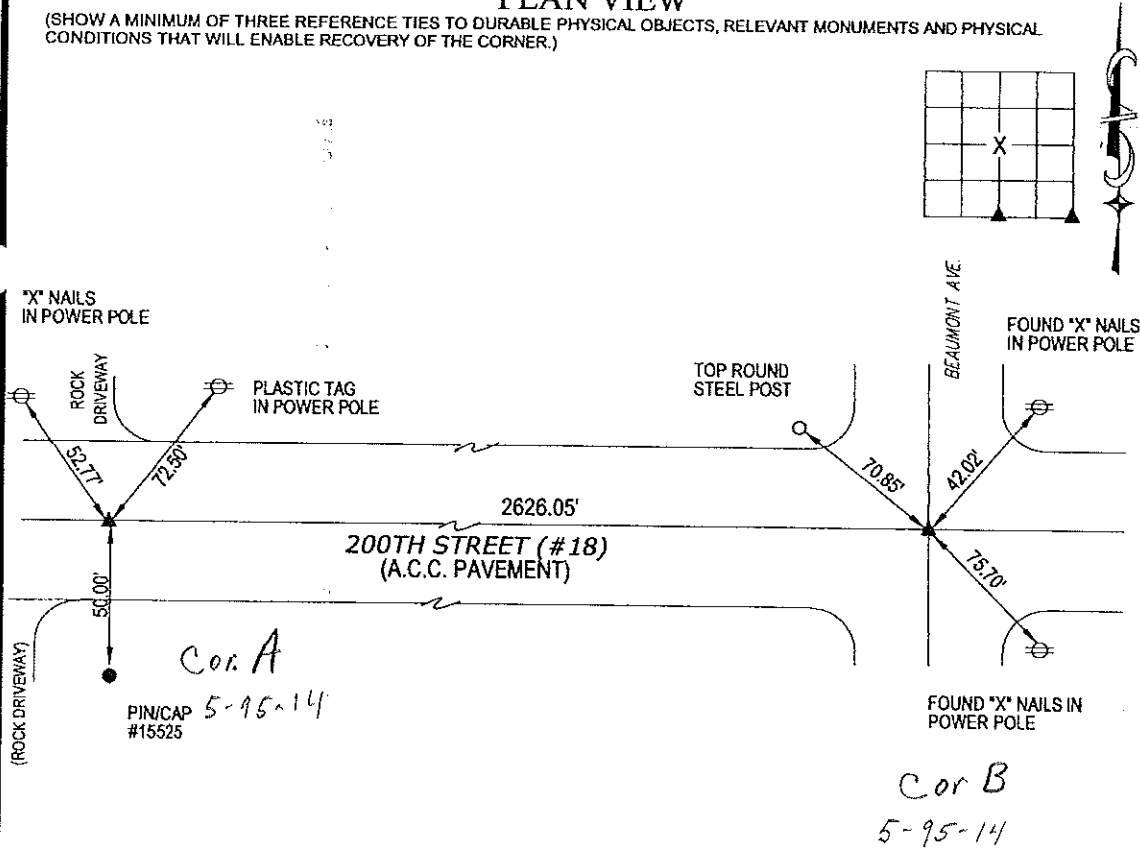 PLAN VIEW
(SHOW A MINIMUM OF THREE REFERENCE TIES TO DURABLE PHYSICAL OBJECTS, RELEVANT MONUMENTS AND PHYSICAL
CONDITIONS THAT WILL ENABLE RECOVERY OF THE CORNER.)
X
"X" NAILS
IN POWER POLE
ROCK
DRIVEWAY
PLASTIC TAG
IN POWER POLE
TOP ROUND
STEEL POST
BEAUMONT AVE.
FOUND "X" NAILS
IN POWER POLE
52.77'
72.50'
70.85'
42.02'
2626.05'
200TH STREET (#18)
(A.C.C. PAVEMENT)
50.00'
75.70'
(ROCK DRIVEWAY)
Cor. A
PIN/CAP 5-95-14
#15525
FOUND "X" NAILS IN
POWER POLE
Cor B
5-95-14